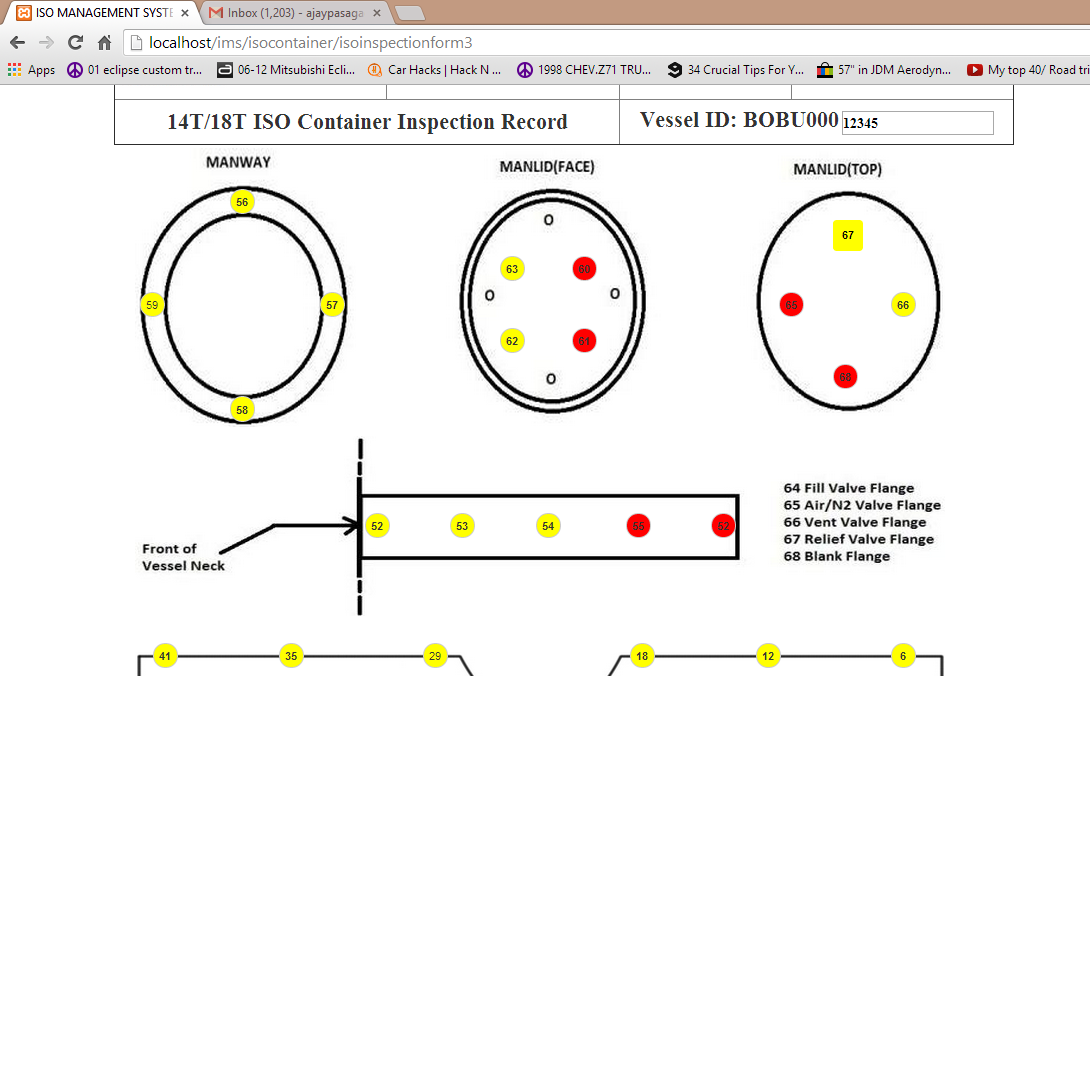 ISO MANAGEMENT SYSTE
Inbox (1,203) - ajaypasaga
localhost/ims/isocontainer/isoinspectionform3
Apps 01 eclipse custom tr... 06-12 Mitsubishi Ecli... Car Hacks | Hack N ... 1998 CHEV.Z71 TRU... 34 Crucial Tips For Y... 57" in JDM Aerodyn... My top 40/ Road tri
14T/18T ISO Container Inspection Record
Vessel ID: BOBU000 12345
MANWAY
MANLID(FACE)
MANLID(TOP)
56
59 57
58
O
63 60
O O
62 61
O
67
65 66
68
52 53 54 55 52
Front of
Vessel Neck
64 Fill Valve Flange
65 Air/N2 Valve Flange
66 Vent Valve Flange
67 Relief Valve Flange
68 Blank Flange
41 35 29 18 12 6